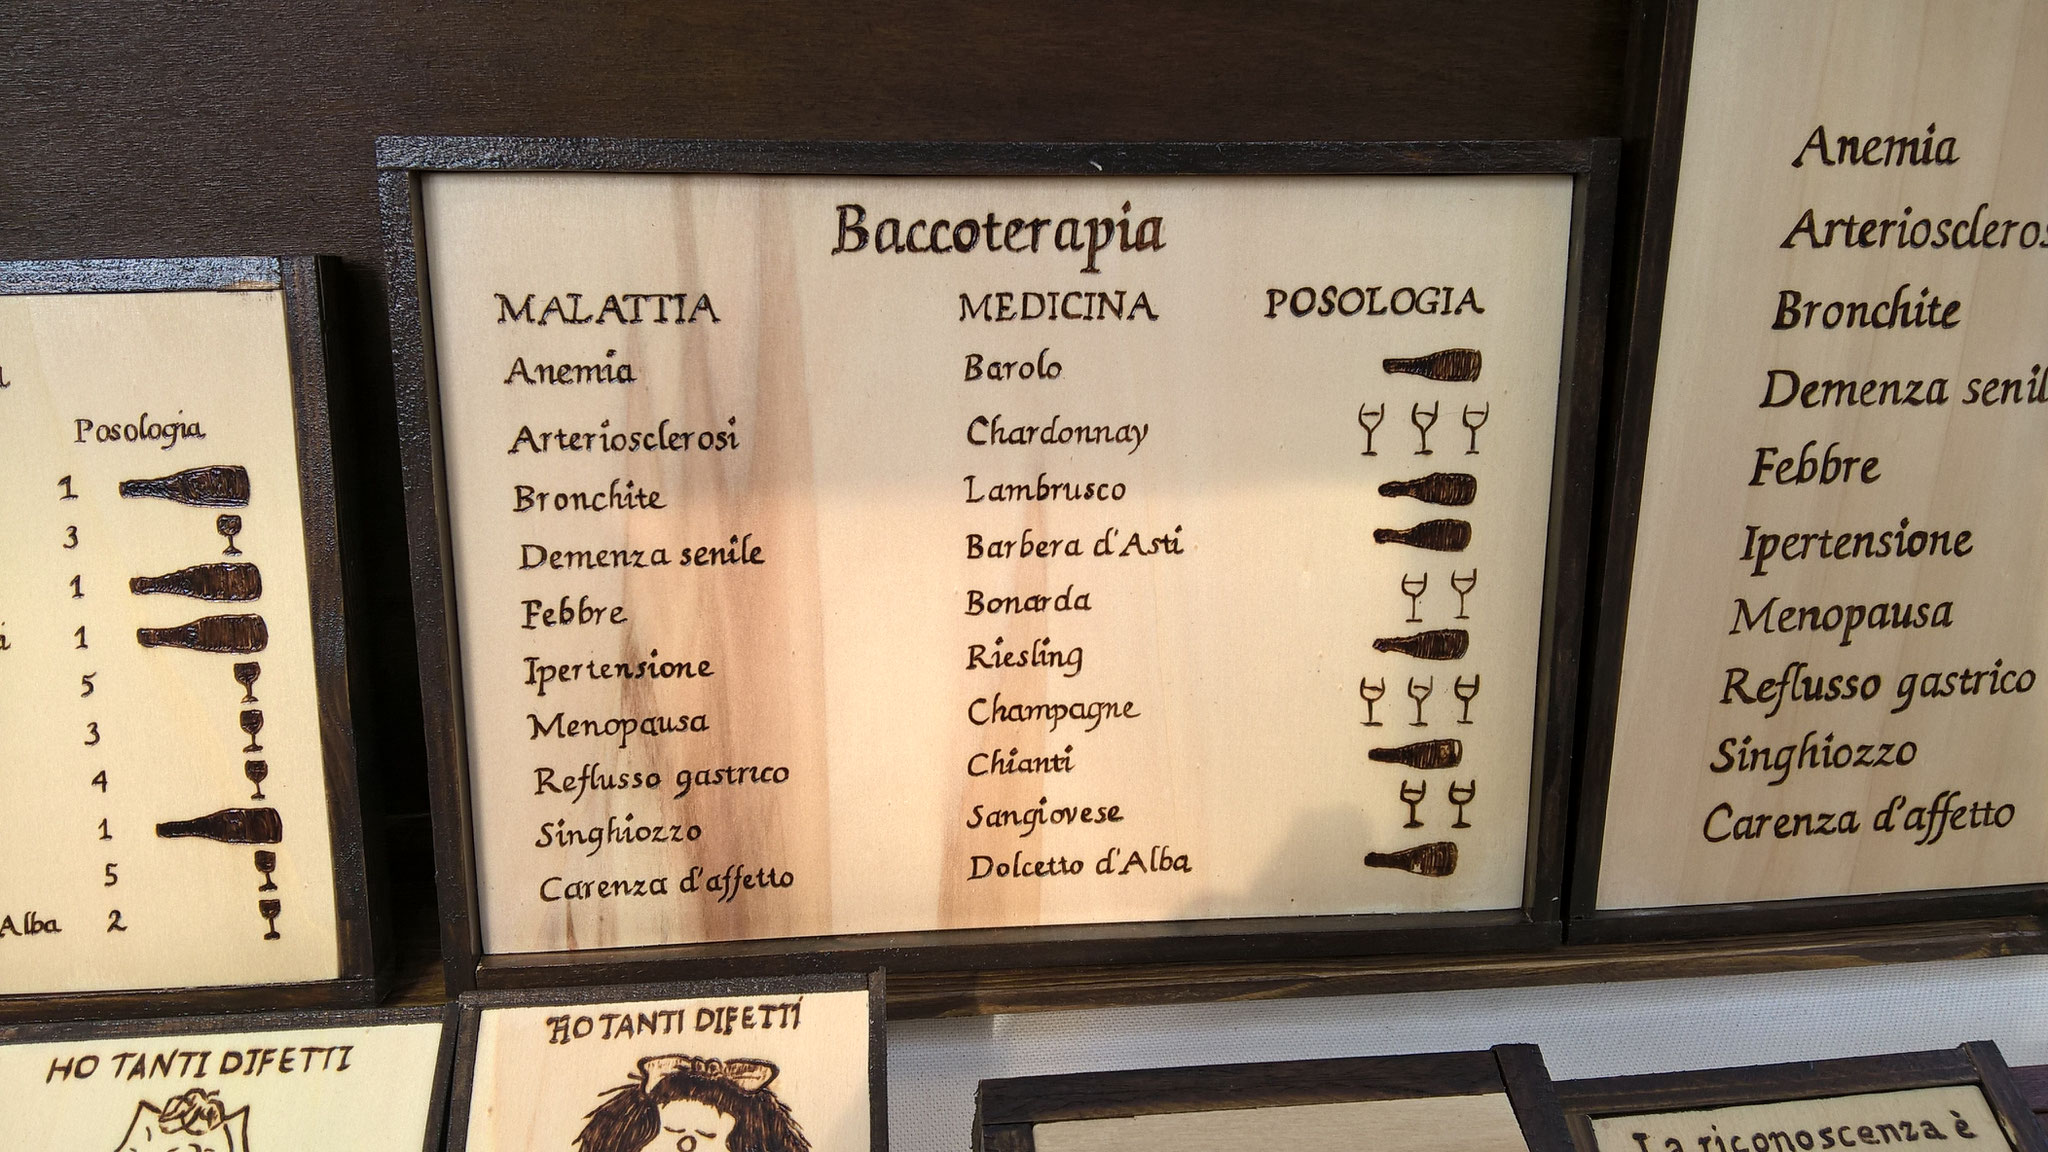 Posologia
1
3
1
1
5
3
4
1
5
Alba 2
Baccoterapia
MALATTIA MEDICINA POSOLOGIA
Anemia Barolo
Arteriosclerosi Chardonnay
Bronchite Lambrusco
Demenza senile Barbera d'Asti
Febbre Bonarda
Ipertensione Riesling
Menopausa Champagne
Reflusso gastrico Chianti
Singhiozzo Sangiovese
Carenza d'affetto Dolcetto d'Alba
Anemia
Arterioscleros
Bronchite
Demenza senil
Febbre
Ipertensione
Menopausa
Reflusso gastrico
Singhiozzo
Carenza d'affetto
HO TANTI DIFETTI
HO TANTI DIFETTI
La riconoscenza è